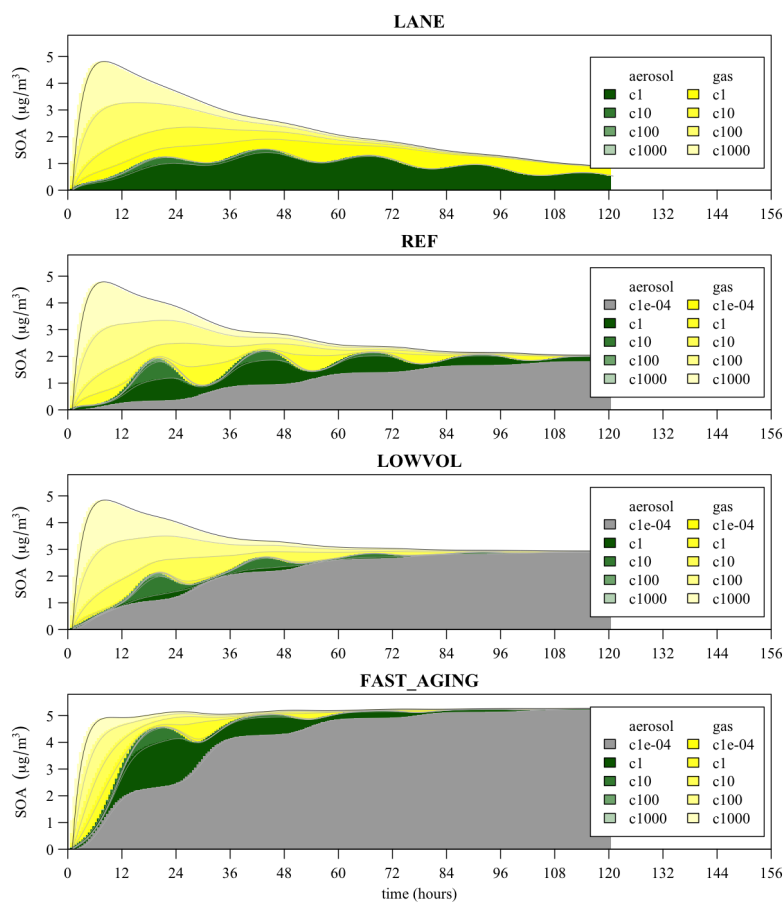 LANE
SOA (μg/m³)
5
4
3
2
1
0
aerosol gas
c1 c1
c10 c10
c100 c100
c1000 c1000
0 12 24 36 48 60 72 84 96 108 120 132 144 156
REF
SOA (μg/m³)
5
4
3
2
1
0
aerosol gas
c1e-04 c1e-04
c1 c1
c10 c10
c100 c100
c1000 c1000
0 12 24 36 48 60 72 84 96 108 120 132 144 156
LOWVOL
SOA (μg/m³)
5
4
3
2
1
0
aerosol gas
c1e-04 c1e-04
c1 c1
c10 c10
c100 c100
c1000 c1000
0 12 24 36 48 60 72 84 96 108 120 132 144 156
FAST_AGING
SOA (μg/m³)
5
4
3
2
1
0
aerosol gas
c1e-04 c1e-04
c1 c1
c10 c10
c100 c100
c1000 c1000
0 12 24 36 48 60 72 84 96 108 120 132 144 156
time (hours)